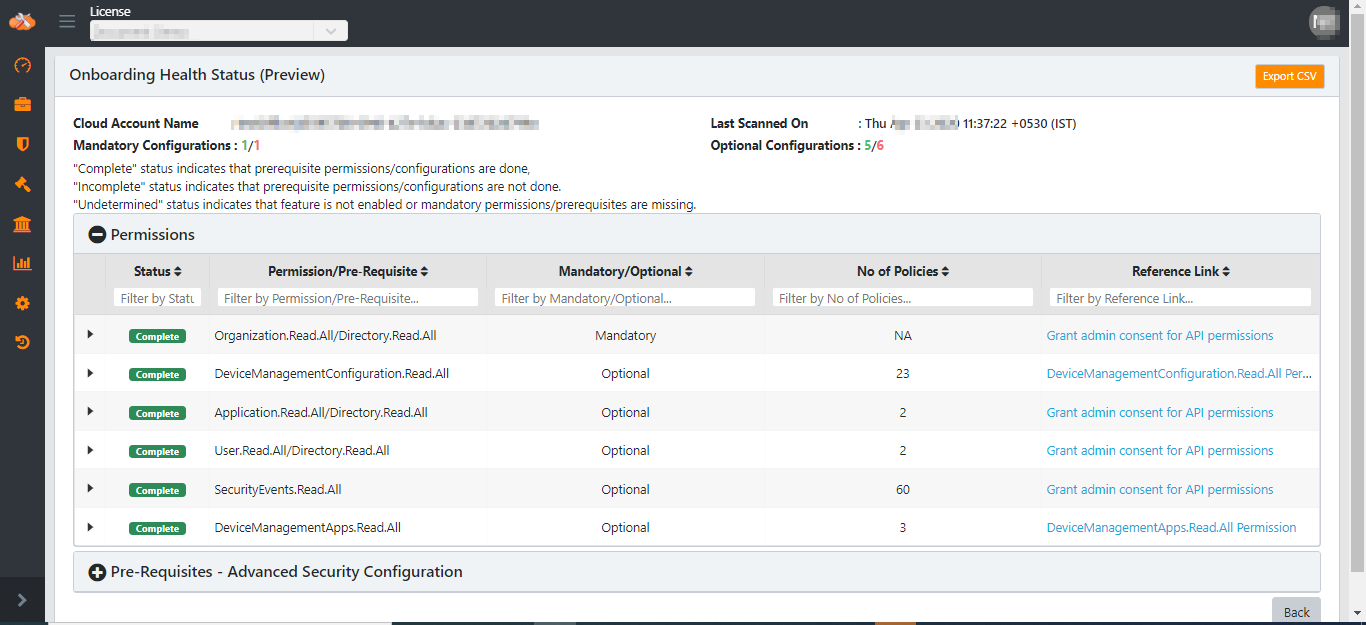 License
Onboarding Health Status (Preview)
Export CSV
Cloud Account Name
Last Scanned On : Thu 11:37:22 +0530 (IST)
Mandatory Configurations : 1/1
Optional Configurations : 5/6
"Complete" status indicates that prerequisite permissions/configurations are done,
"Incomplete" status indicates that prerequisite permissions/configurations are not done.
"Undetermined" status indicates that feature is not enabled or mandatory permissions/prerequisites are missing.
Permissions
Status Permission/Pre-Requisite Mandatory/Optional No of Policies Reference Link
Filter by Statu Filter by Permission/Pre-Requisite... Filter by Mandatory/Optional... Filter by No of Policies... Filter by Reference Link...
Complete Organization.Read.All/Directory.Read.All Mandatory NA Grant admin consent for API permissions
Complete DeviceManagementConfiguration.Read.All Optional 23 DeviceManagementConfiguration.Read.All Per...
Complete Application.Read.All/Directory.Read.All Optional 2 Grant admin consent for API permissions
Complete User.Read.All/Directory.Read.All Optional 2 Grant admin consent for API permissions
Complete SecurityEvents.Read.All Optional 60 Grant admin consent for API permissions
Complete DeviceManagementApps.Read.All Optional 3 DeviceManagementApps.Read.All Permission
Pre-Requisites - Advanced Security Configuration
Back